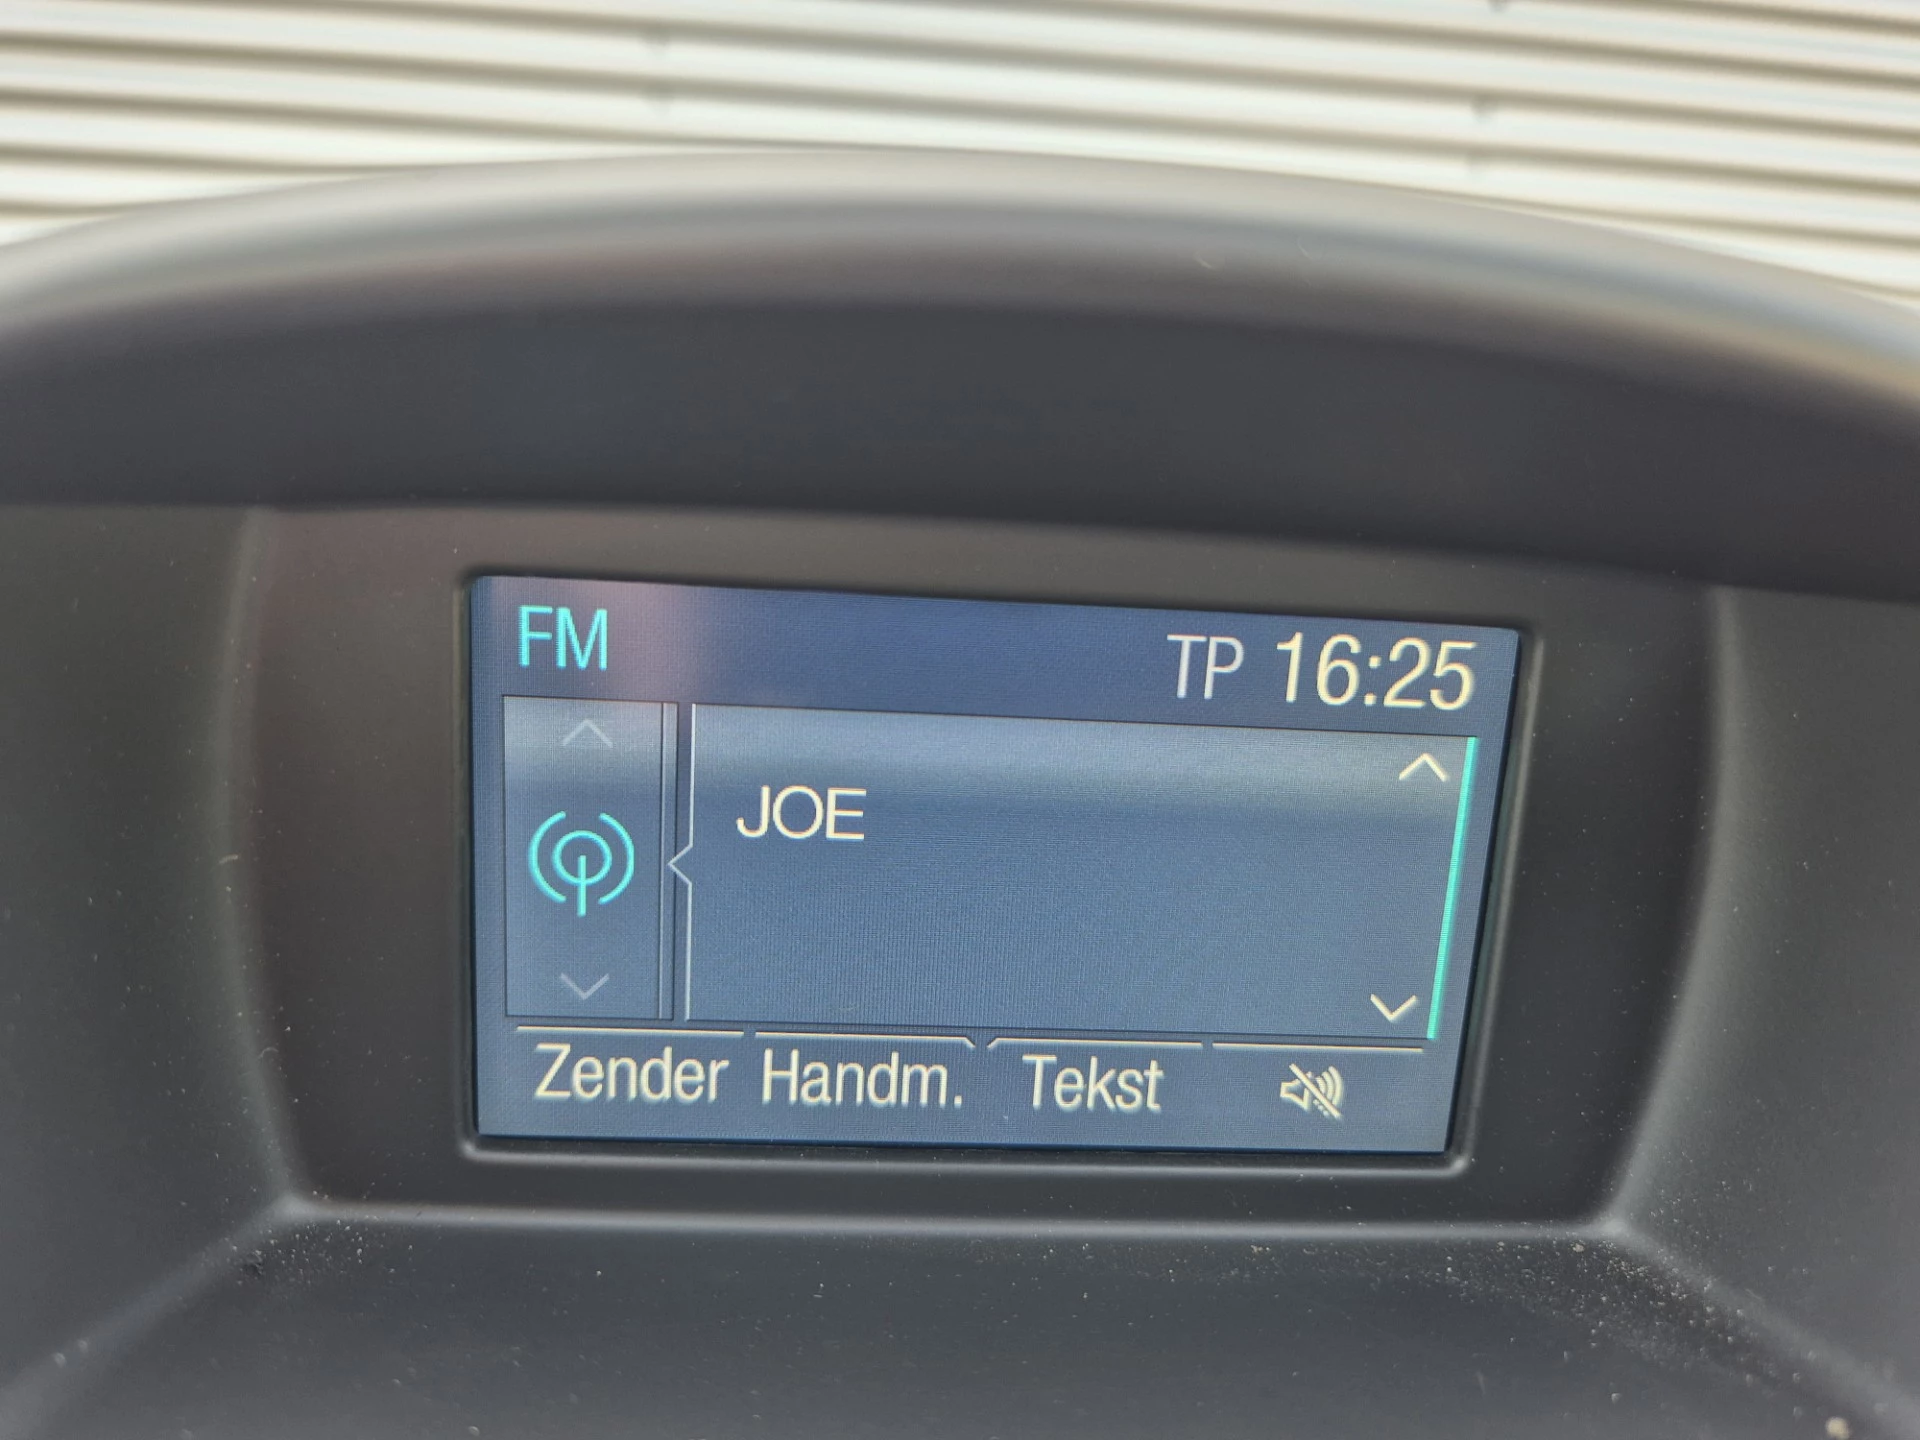 FM TP 16:25
JOE
Zender Handm. Tekst